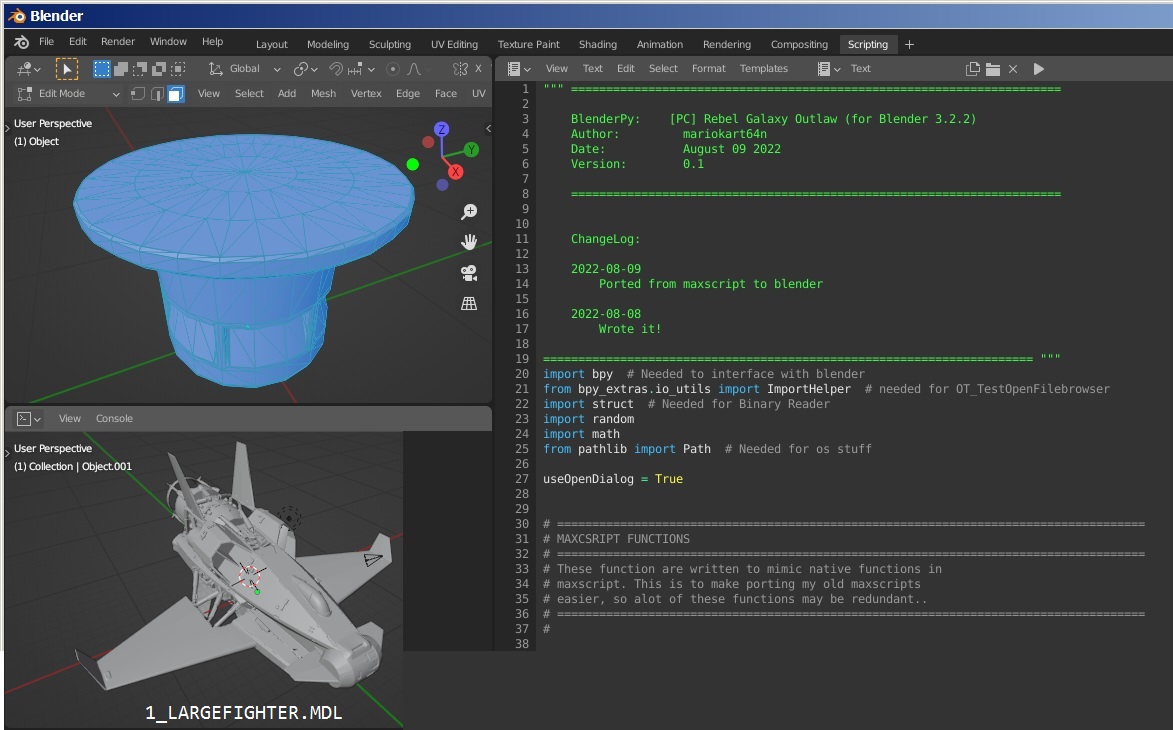 Blender
File Edit Render Window Help Layout Modeling Sculpting UV Editing Texture Paint Shading Animation Rendering Compositing Scripting +
Global X
View Text Edit Select Format Templates Text
Edit Mode View Select Add Mesh Vertex Edge Face UV
User Perspective
(1) Object
Z
Y
X
View Console
User Perspective
(1) Collection | Object.001
1_LARGEFIGHTER.MDL
1 """ ======================================================================
2
3 BlenderPy: [PC] Rebel Galaxy Outlaw (for Blender 3.2.2)
4 Author: mariokart64n
5 Date: August 09 2022
6 Version: 0.1
7
8 ======================================================================
9
10
11 ChangeLog:
12
13 2022-08-09
14 Ported from maxscript to blender
15
16 2022-08-08
17 Wrote it!
18
19 ====================================================================== """
20 import bpy # Needed to interface with blender
21 from bpy_extras.io_utils import ImportHelper # needed for OT_TestOpenFilebrowser
22 import struct # Needed for Binary Reader
23 import random
24 import math
25 from pathlib import Path # Needed for os stuff
26
27 useOpenDialog = True
28
29
30 # ====================================================================================
31 # MAXCSRIPT FUNCTIONS
32 # ====================================================================================
33 # These function are written to mimic native functions in
34 # maxscript. This is to make porting my old maxscripts
35 # easier, so alot of these functions may be redundant..
36 # ====================================================================================
37 #
38